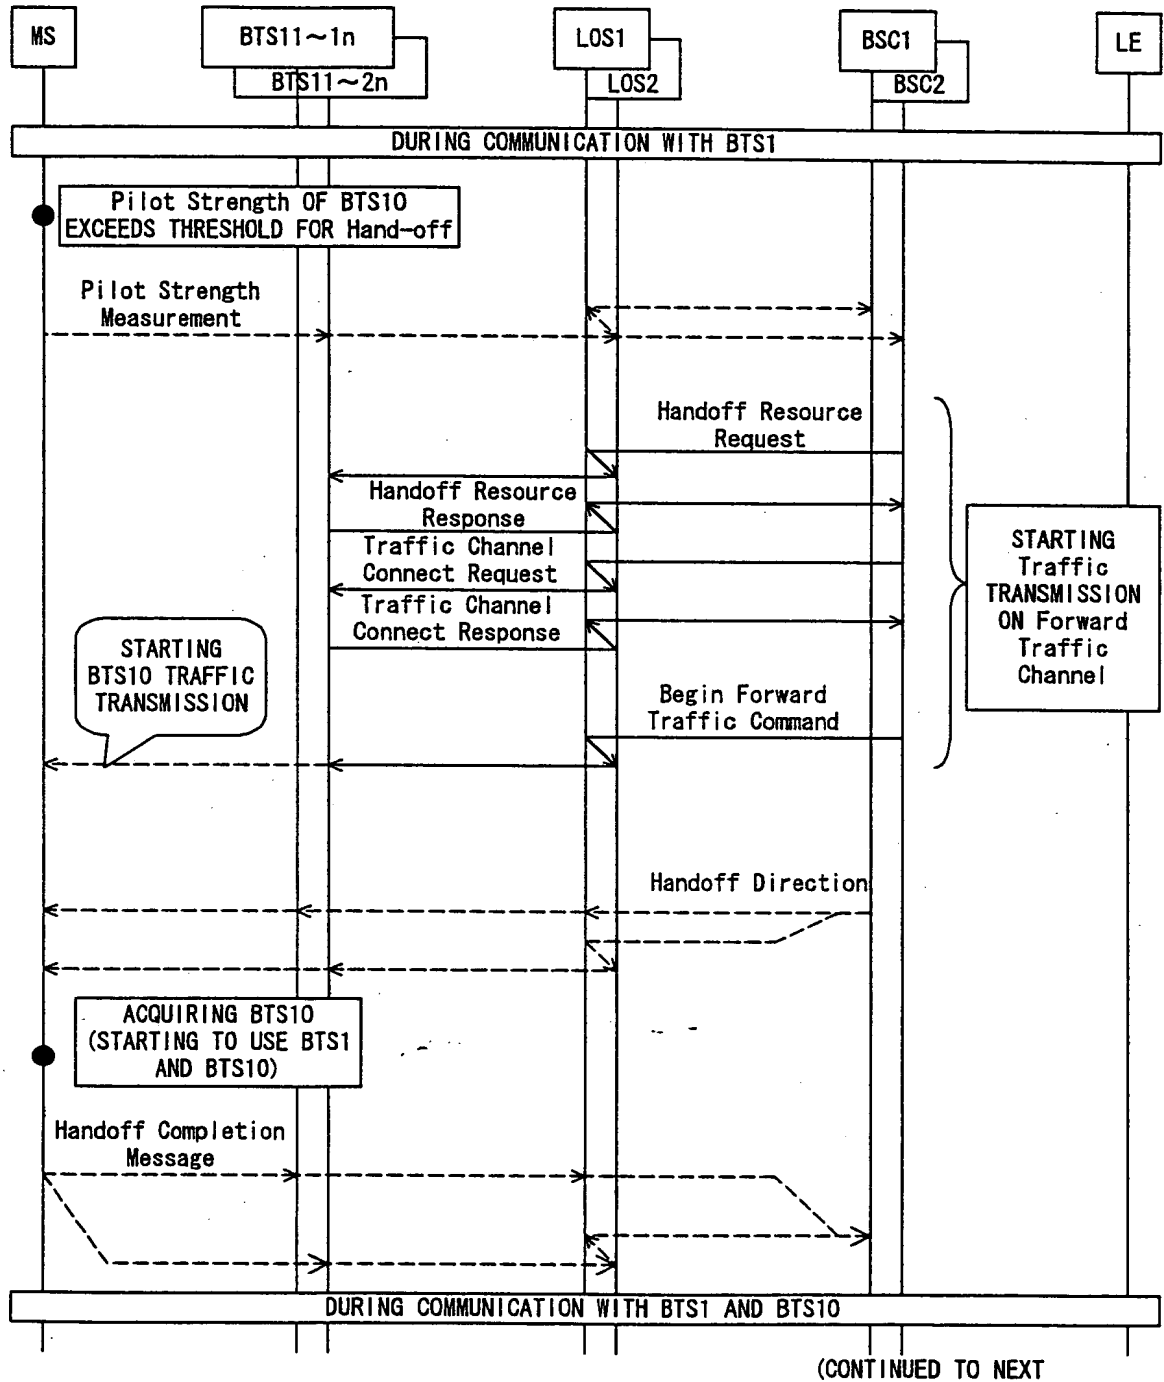 MS
BTS11~1n
LOS1
BSC1
LE
BTS11~2n
LOS2
BSC2
DURING COMMUNICATION WITH BTS1
Pilot Strength OF BTS10
EXCEEDS THRESHOLD FOR Hand-off
Pilot Strength
Measurement
Handoff Resource
Request
Handoff Resource
Response
Traffic Channel
Connect Request
Traffic Channel
Connect Response
STARTING
Traffic
TRANSMISSION
ON Forward
Traffic
Channel
STARTING
BTS10 TRAFFIC
TRANSMISSION
Begin Forward
Traffic Command
Handoff Direction
ACQUIRING BTS10
(STARTING TO USE BTS1
AND BTS10)
Handoff Completion
Message
DURING COMMUNICATION WITH BTS1 AND BTS10
(CONTINUED TO NEXT